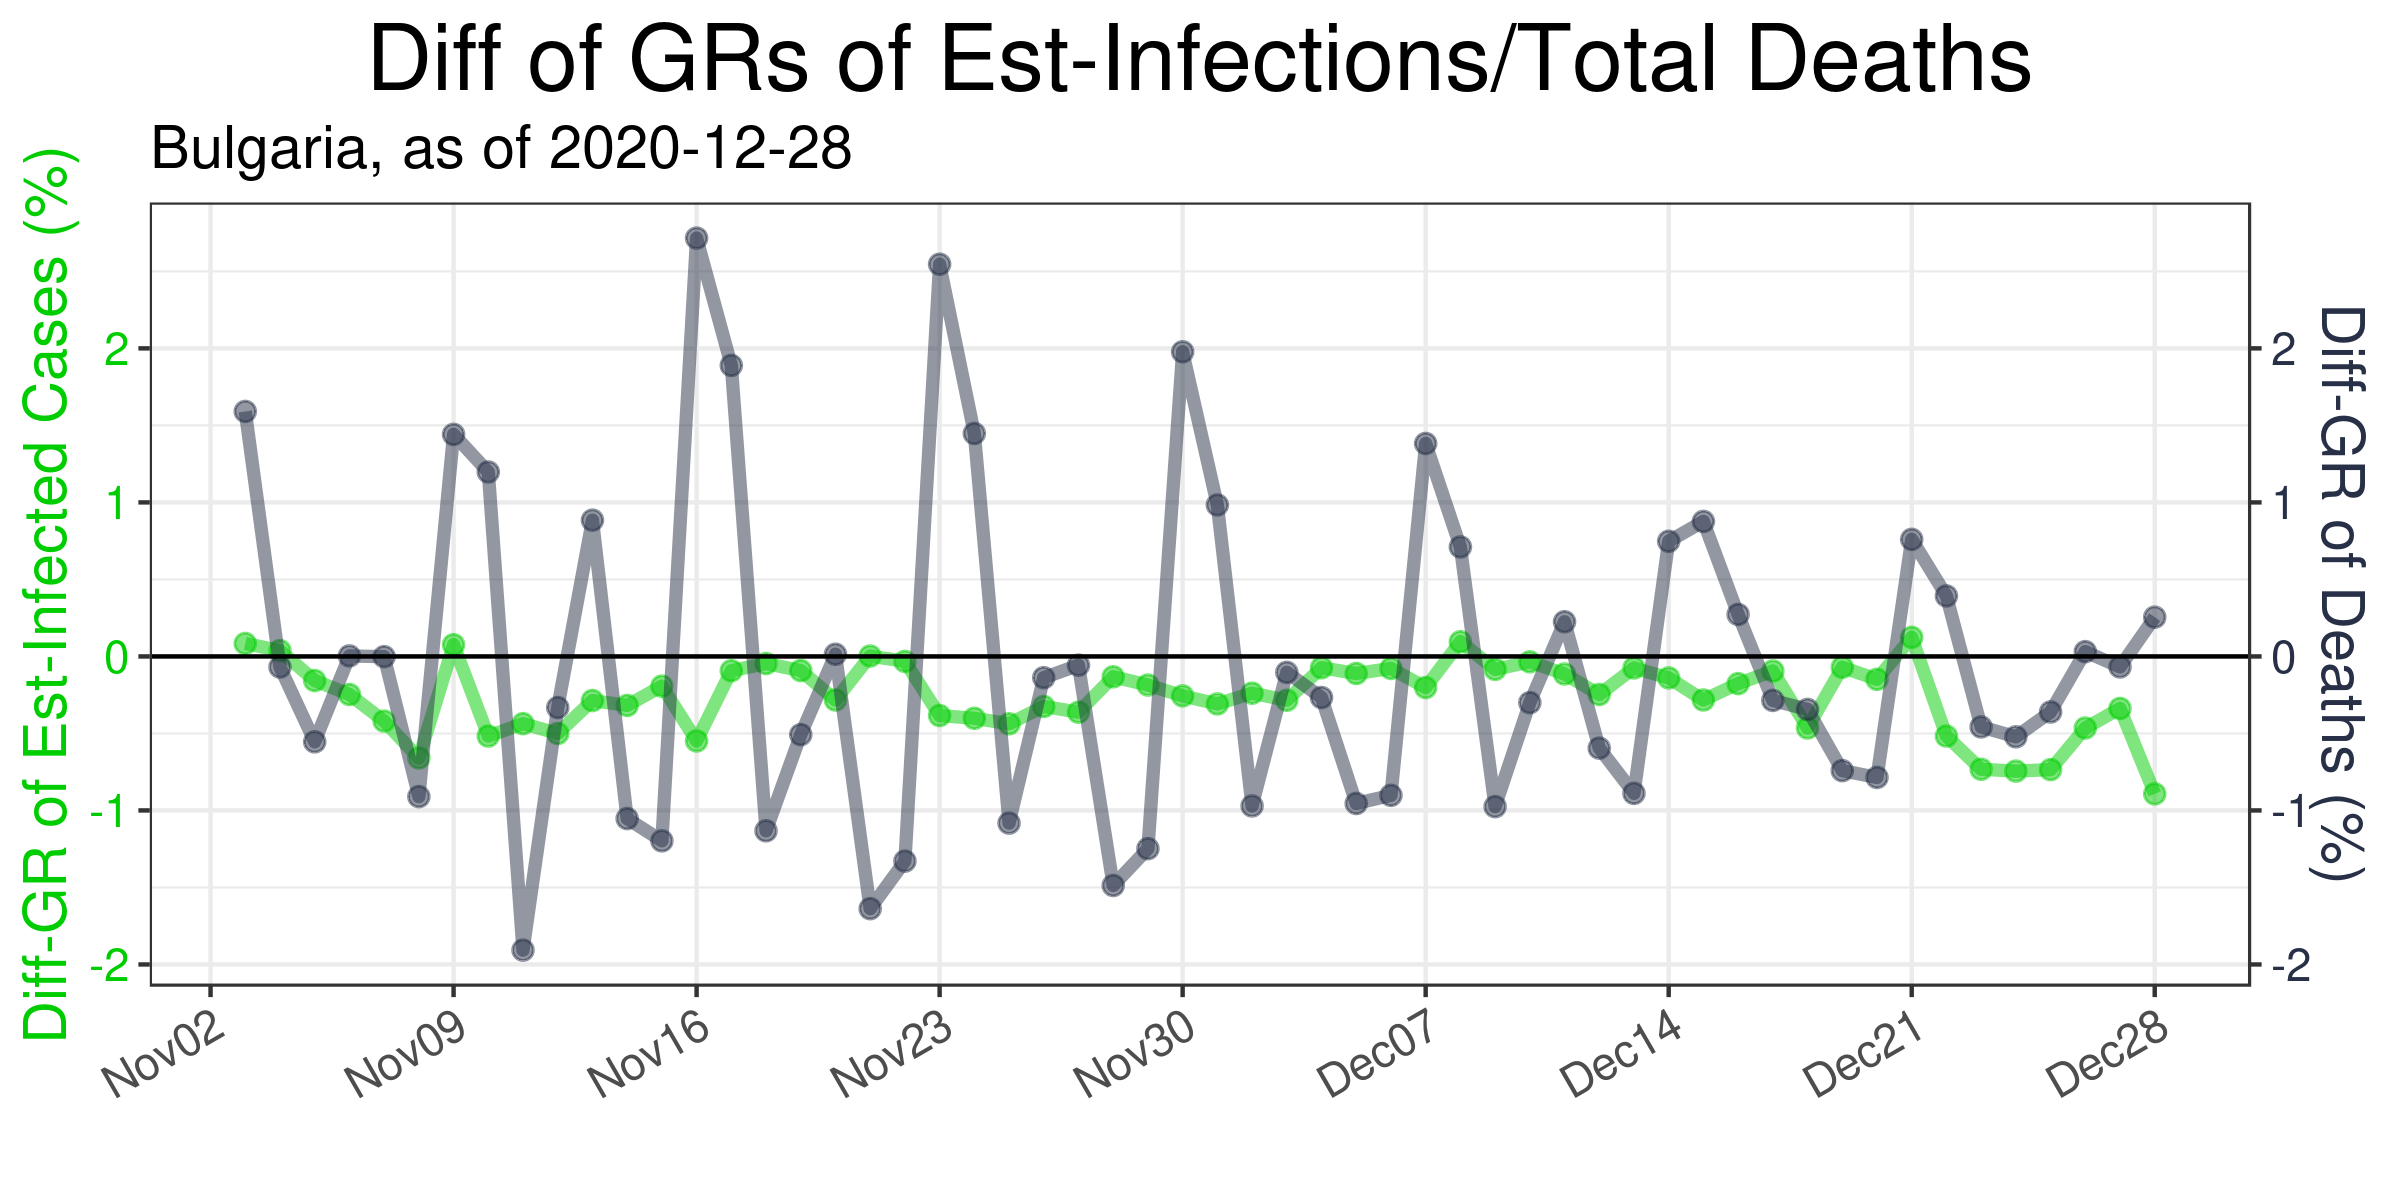 Diff of GRs of Est-Infections/Total Deaths
Bulgaria, as of 2020-12-28
Diff-GR of Est-Infected Cases (%)
2
1
0
-1
-2
2
1
0
-1
-2
Diff-GR of Deaths (%)
Nov02
Nov09
Nov16
Nov23
Nov30
Dec07
Dec14
Dec21
Dec28